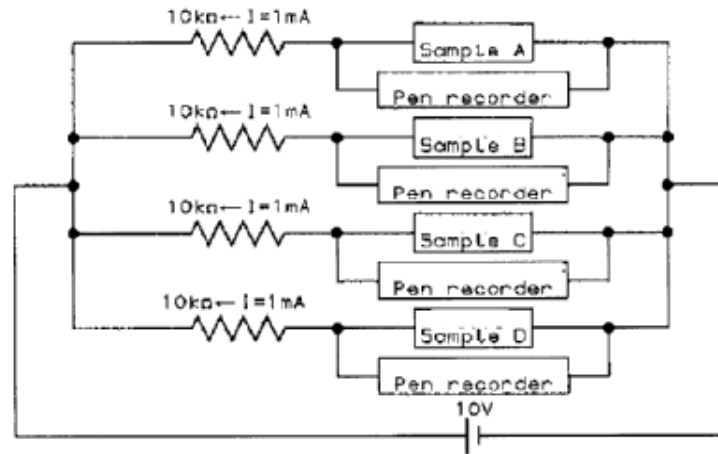 10kΩ← I=1mA
Sample A
Pen recorder
10kΩ← I=1mA
Sample B
Pen recorder
10kΩ← I=1mA
Sample C
Pen recorder
10kΩ← I=1mA
Sample D
Pen recorder
10V